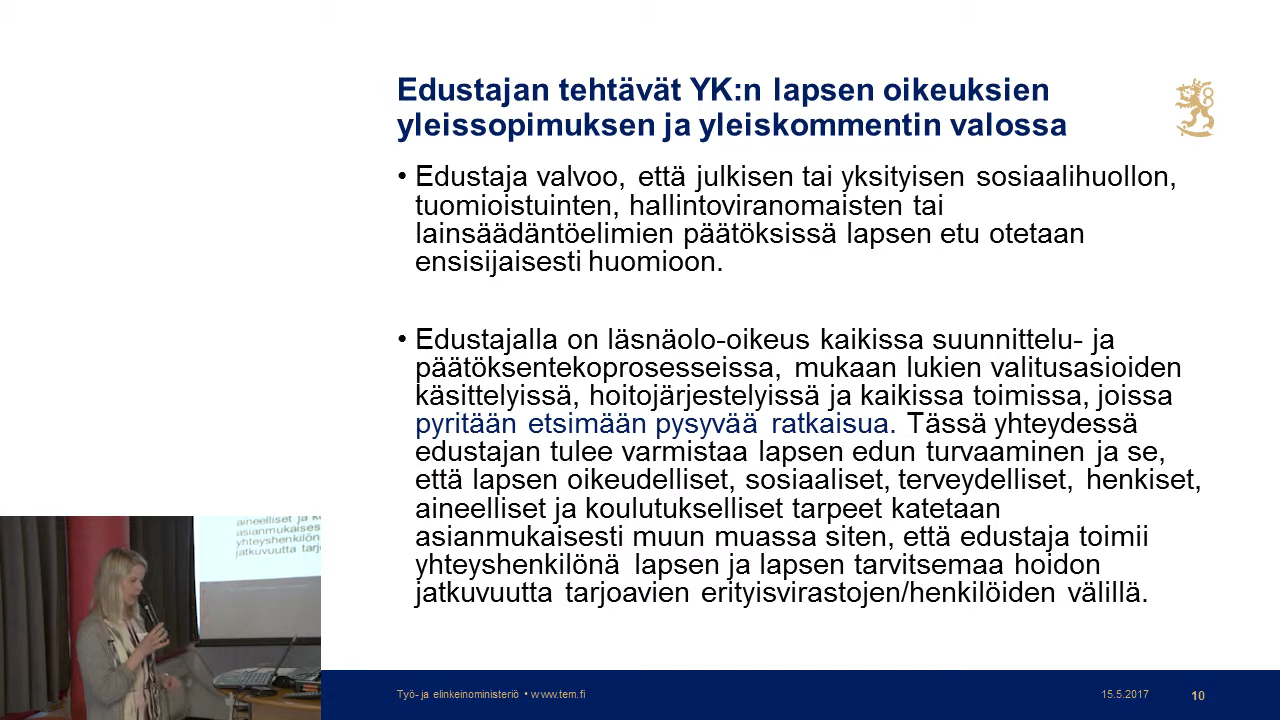 Edustajan tehtävät YK:n lapsen oikeuksien
yleissopimuksen ja yleiskommentin valossa
• Edustaja valvoo, että julkisen tai yksityisen sosiaalihuollon,
tuomioistuinten, hallintoviranomaisten tai
lainsäädäntöelimien päätöksissä lapsen etu otetaan
ensisijaisesti huomioon.
• Edustajalla on läsnäolo-oikeus kaikissa suunnittelu- ja
päätöksentekoprosesseissa, mukaan lukien valitusasioiden
käsittelyissä, hoitojärjestelyissä ja kaikissa toimissa, joissa
pyritään etsimään pysyvää ratkaisua. Tässä yhteydessä
edustajan tulee varmistaa lapsen edun turvaaminen ja se,
että lapsen oikeudelliset, sosiaaliset, terveydelliset, henkiset,
aineelliset ja koulutukselliset tarpeet katetaan
asianmukaisesti muun muassa siten, että edustaja toimii
yhteyshenkilönä lapsen ja lapsen tarvitsemaa hoidon
jatkuvuutta tarjoavien erityisvirastojen/henkilöiden välillä.
aineelliset ja k
asianmukaises
yhteyshenkilön
jatkuvuutta tarj
Työ- ja elinkeinoministeriö • www.tem.fi
15.5.2017
10